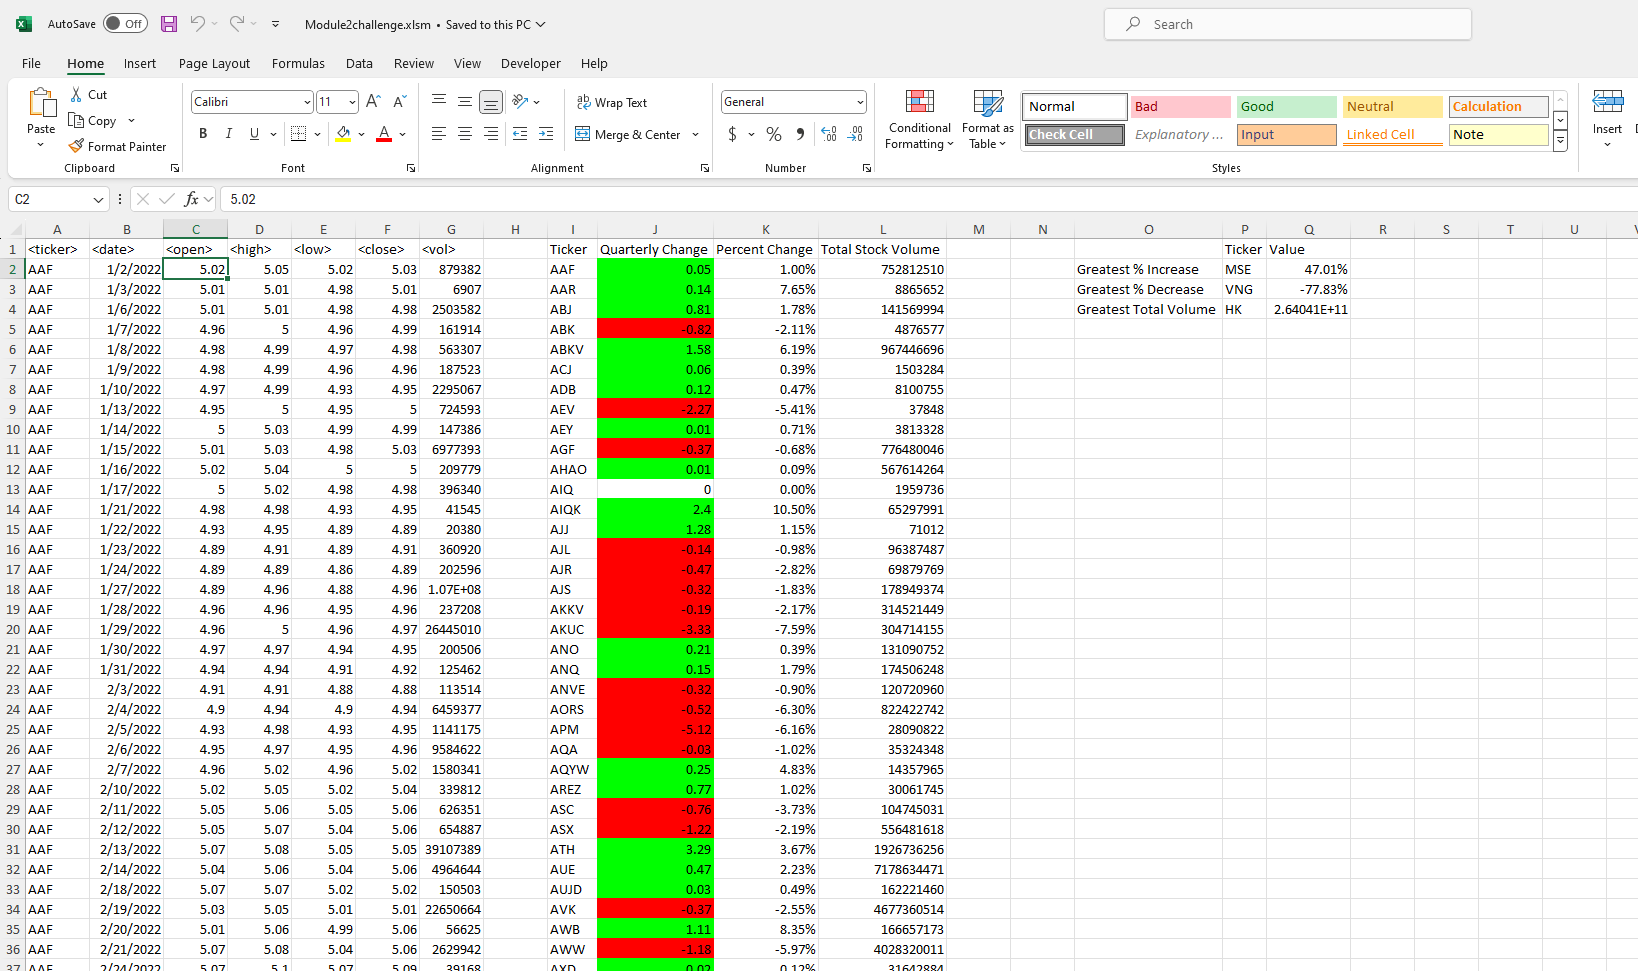 AutoSave Off Module2challenge.xlsm • Saved to this PC Search
File Home Insert Page Layout Formulas Data Review View Developer Help
Paste Cut Copy Format Painter Clipboard
Calibri 11 B I U A Font
Wrap Text Merge & Center Alignment
General $ % Number
Conditional Formatting Format as Table
Normal Bad Good Neutral Calculation
Check Cell Explanatory ... Input Linked Cell Note
Styles
Insert
C2 fx 5.02
A B C D E F G H I J K L M N O P Q R S T U
1 <ticker> <date> <open> <high> <low> <close> <vol> Ticker Quarterly Change Percent Change Total Stock Volume Ticker Value
2 AAF 1/2/2022 5.02 5.05 5.02 5.03 879382 AAF 0.05 1.00% 752812510 Greatest % Increase MSE 47.01%
3 AAF 1/3/2022 5.01 5.01 4.98 5.01 6907 AAR 0.14 7.65% 8865652 Greatest % Decrease VNG -77.83%
4 AAF 1/6/2022 5.01 5.01 4.98 4.98 2503582 ABJ 0.81 1.78% 141569994 Greatest Total Volume HK 2.64041E+11
5 AAF 1/7/2022 4.96 5 4.96 4.99 161914 ABK -0.82 -2.11% 4876577
6 AAF 1/8/2022 4.98 4.99 4.97 4.98 563307 ABKV 1.58 6.19% 967446696
7 AAF 1/9/2022 4.98 4.99 4.96 4.96 187523 ACJ 0.06 0.39% 1503284
8 AAF 1/10/2022 4.97 4.99 4.93 4.95 2295067 ADB 0.12 0.47% 8100755
9 AAF 1/13/2022 4.95 5 4.95 5 724593 AEV -2.27 -5.41% 37848
10 AAF 1/14/2022 5 5.03 4.99 4.99 147386 AEY 0.01 0.71% 3813328
11 AAF 1/15/2022 5.01 5.03 4.98 5.03 6977393 AGF -0.37 -0.68% 776480046
12 AAF 1/16/2022 5.02 5.04 5 5 209779 AHAO 0.01 0.09% 567614264
13 AAF 1/17/2022 5 5.02 4.98 4.98 396340 AIQ 0 0.00% 1959736
14 AAF 1/21/2022 4.98 4.98 4.93 4.95 41545 AIQK 2.4 10.50% 65297991
15 AAF 1/22/2022 4.93 4.95 4.89 4.89 20380 AJJ 1.28 1.15% 71012
16 AAF 1/23/2022 4.89 4.91 4.89 4.91 360920 AJL -0.14 -0.98% 96387487
17 AAF 1/24/2022 4.89 4.89 4.86 4.89 202596 AJR -0.47 -2.82% 69879769
18 AAF 1/27/2022 4.89 4.96 4.88 4.96 1.07E+08 AJS -0.32 -1.83% 178949374
19 AAF 1/28/2022 4.96 4.96 4.95 4.96 237208 AKKV -0.19 -2.17% 314521449
20 AAF 1/29/2022 4.96 5 4.96 4.97 26445010 AKUC -3.33 -7.59% 304714155
21 AAF 1/30/2022 4.97 4.97 4.94 4.95 200506 ANO 0.21 0.39% 131090752
22 AAF 1/31/2022 4.94 4.94 4.91 4.92 125462 ANQ 0.15 1.79% 174506248
23 AAF 2/3/2022 4.91 4.91 4.88 4.88 113514 ANVE -0.32 -0.90% 120720960
24 AAF 2/4/2022 4.9 4.94 4.9 4.94 6459377 AORS -0.52 -6.30% 822422742
25 AAF 2/5/2022 4.93 4.98 4.93 4.95 1141175 APM -5.12 -6.16% 28090822
26 AAF 2/6/2022 4.95 4.97 4.95 4.96 9584622 AQA -0.03 -1.02% 35324348
27 AAF 2/7/2022 4.96 5.02 4.96 5.02 1580341 AQYW 0.25 4.83% 14357965
28 AAF 2/10/2022 5.02 5.05 5.02 5.04 339812 AREZ 0.77 1.02% 30061745
29 AAF 2/11/2022 5.05 5.06 5.05 5.06 626351 ASC -0.76 -3.73% 104745031
30 AAF 2/12/2022 5.05 5.07 5.04 5.06 654887 ASX -1.22 -2.19% 556481618
31 AAF 2/13/2022 5.07 5.08 5.05 5.05 39107389 ATH 3.29 3.67% 1926736256
32 AAF 2/14/2022 5.04 5.06 5.04 5.06 4964644 AUE 0.47 2.23% 7178634471
33 AAF 2/18/2022 5.07 5.07 5.02 5.02 150503 AUJD 0.03 0.49% 162221460
34 AAF 2/19/2022 5.03 5.05 5.01 5.01 22650664 AVK -0.37 -2.55% 4677360514
35 AAF 2/20/2022 5.01 5.06 4.99 5.06 56625 AWB 1.11 8.35% 166657173
36 AAF 2/21/2022 5.07 5.08 5.04 5.06 2629942 AWW -1.18 -5.97% 4028320011
37 AAF 2/24/2022 5.07 5.1 5.07 5.09 39168 AXD 0.02 0.12% 31642884